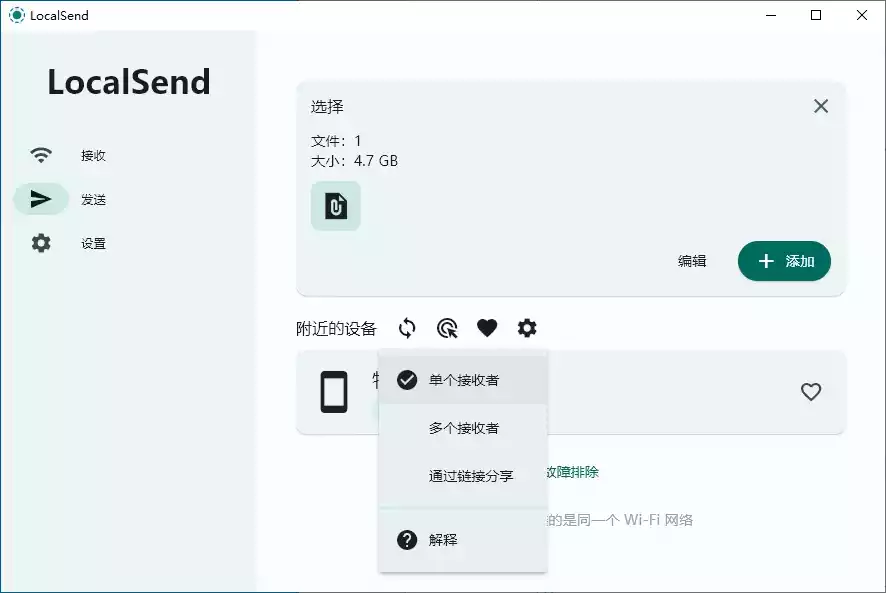 LocalSend
LocalSend
接收
发送
设置
选择
文件：1
大小：4.7 GB
编辑
添加
附近的设备
单个接收者
多个接收者
通过链接分享
解释
故障排除
的是同一个 Wi-Fi 网络